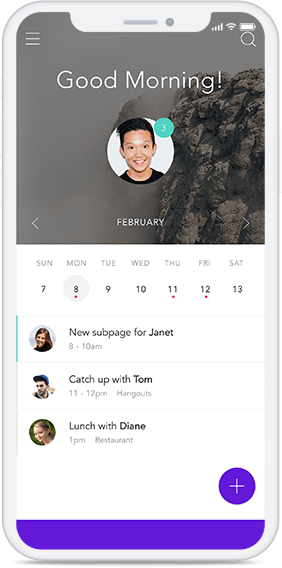 Good Morning!
3
FEBRUARY
SUN MON TUE WED THU FRI SAT
7 8 9 10 11 12 13
New subpage for Janet
8 - 10am
Catch up with Tom
11 - 12pm Hangouts
Lunch with Diane
1pm Restaurant